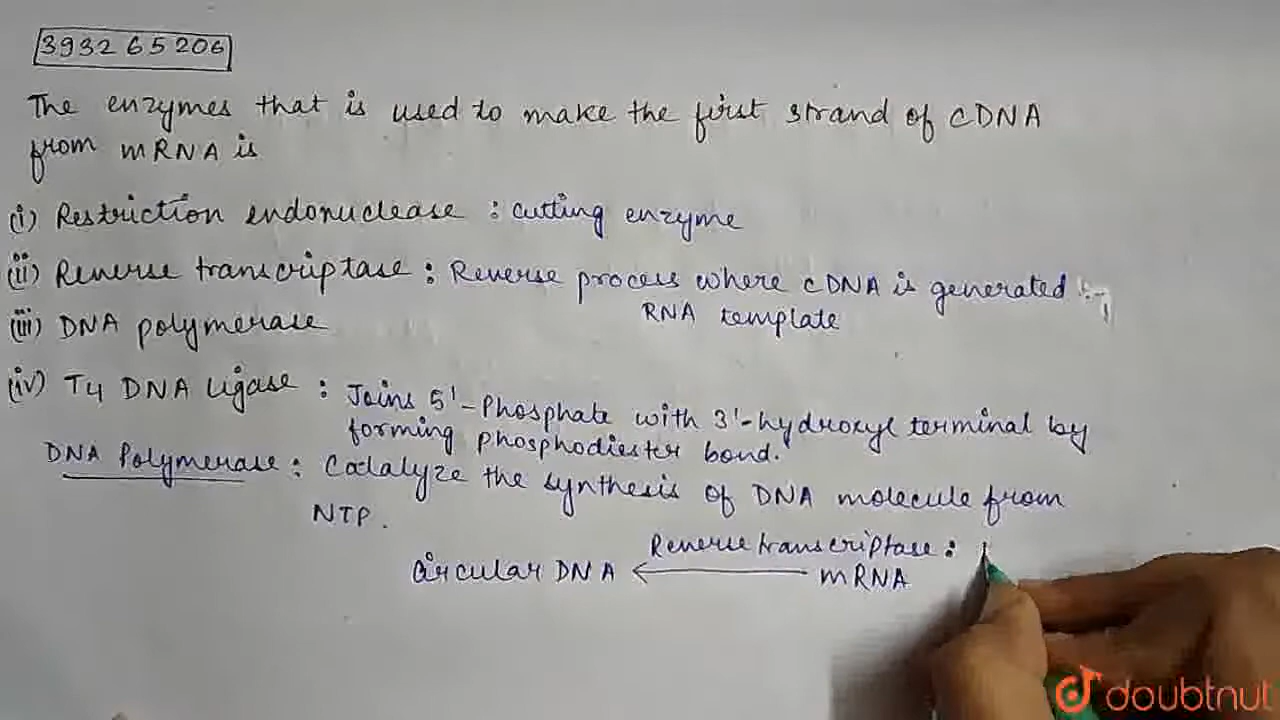 3932 65 206
The enzymes that is used to make the first strand of CDNA
from mRNA is
(i) Restriction endonuclease : Cutting enzyme
(ii) Reverse transcriptase : Reverse process where cDNA is generated
RNA template
(iii) DNA polymerase
(iv) T4 DNA ligase : Joins 5'-Phosphate with 3'-hydroxyl terminal by
forming phosphodiester bond.
DNA Polymerase : Catalyze the synthesis of DNA molecule from
NTP.
Reverse transcriptase :
Circular DNA ← mRNA
doubtnut